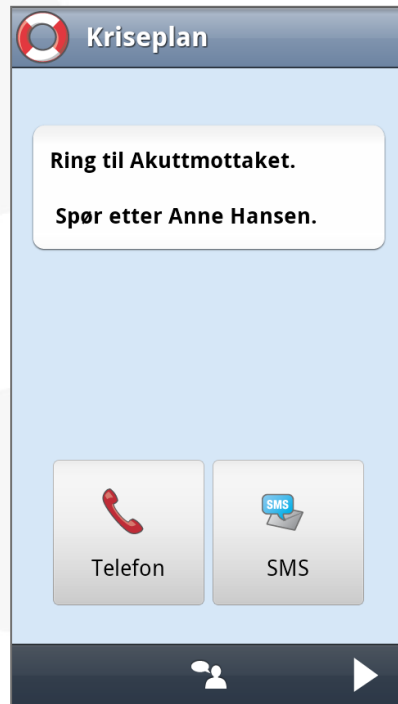 Kriseplan
Ring til Akuttmottaket.
Spør etter Anne Hansen.
SMS
Telefon
SMS